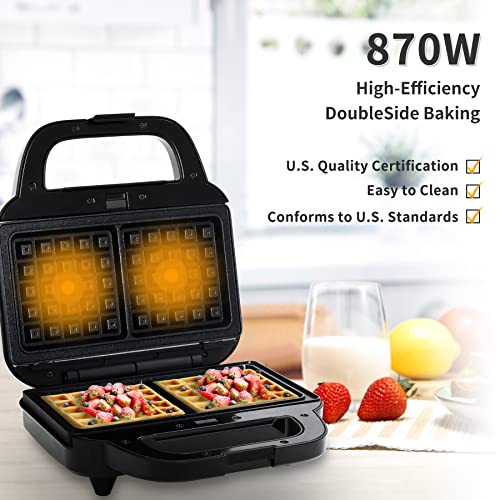 870W
High-Efficiency
DoubleSide Baking
U.S. Quality Certification
Easy to Clean
Conforms to U.S. Standards